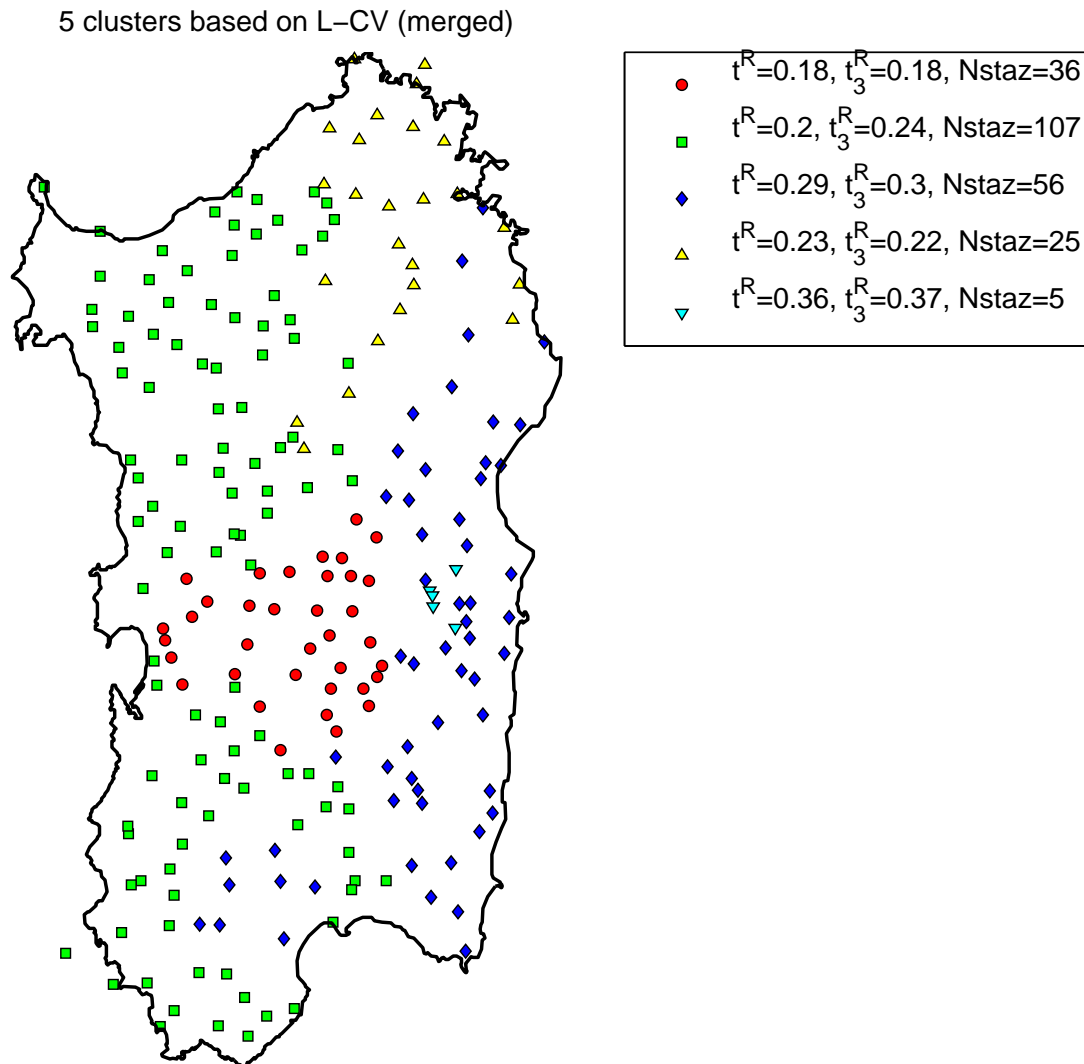 5 clusters based on L−CV (merged)
t^R=0.18, t_3^R=0.18, Nstaz=36
t^R=0.2, t_3^R=0.24, Nstaz=107
t^R=0.29, t_3^R=0.3, Nstaz=56
t^R=0.23, t_3^R=0.22, Nstaz=25
t^R=0.36, t_3^R=0.37, Nstaz=5